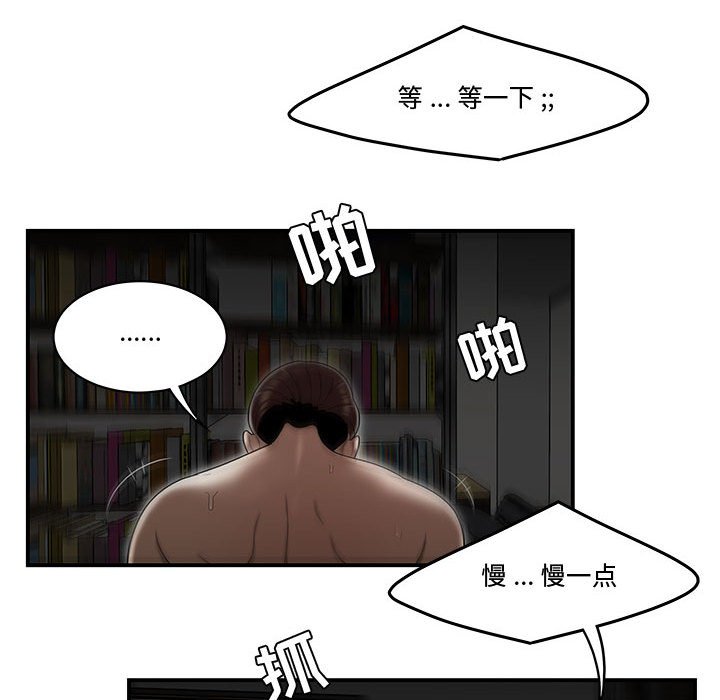 等 ... 等一下 ;;
啪
......
啪
慢 ... 慢一点
抓